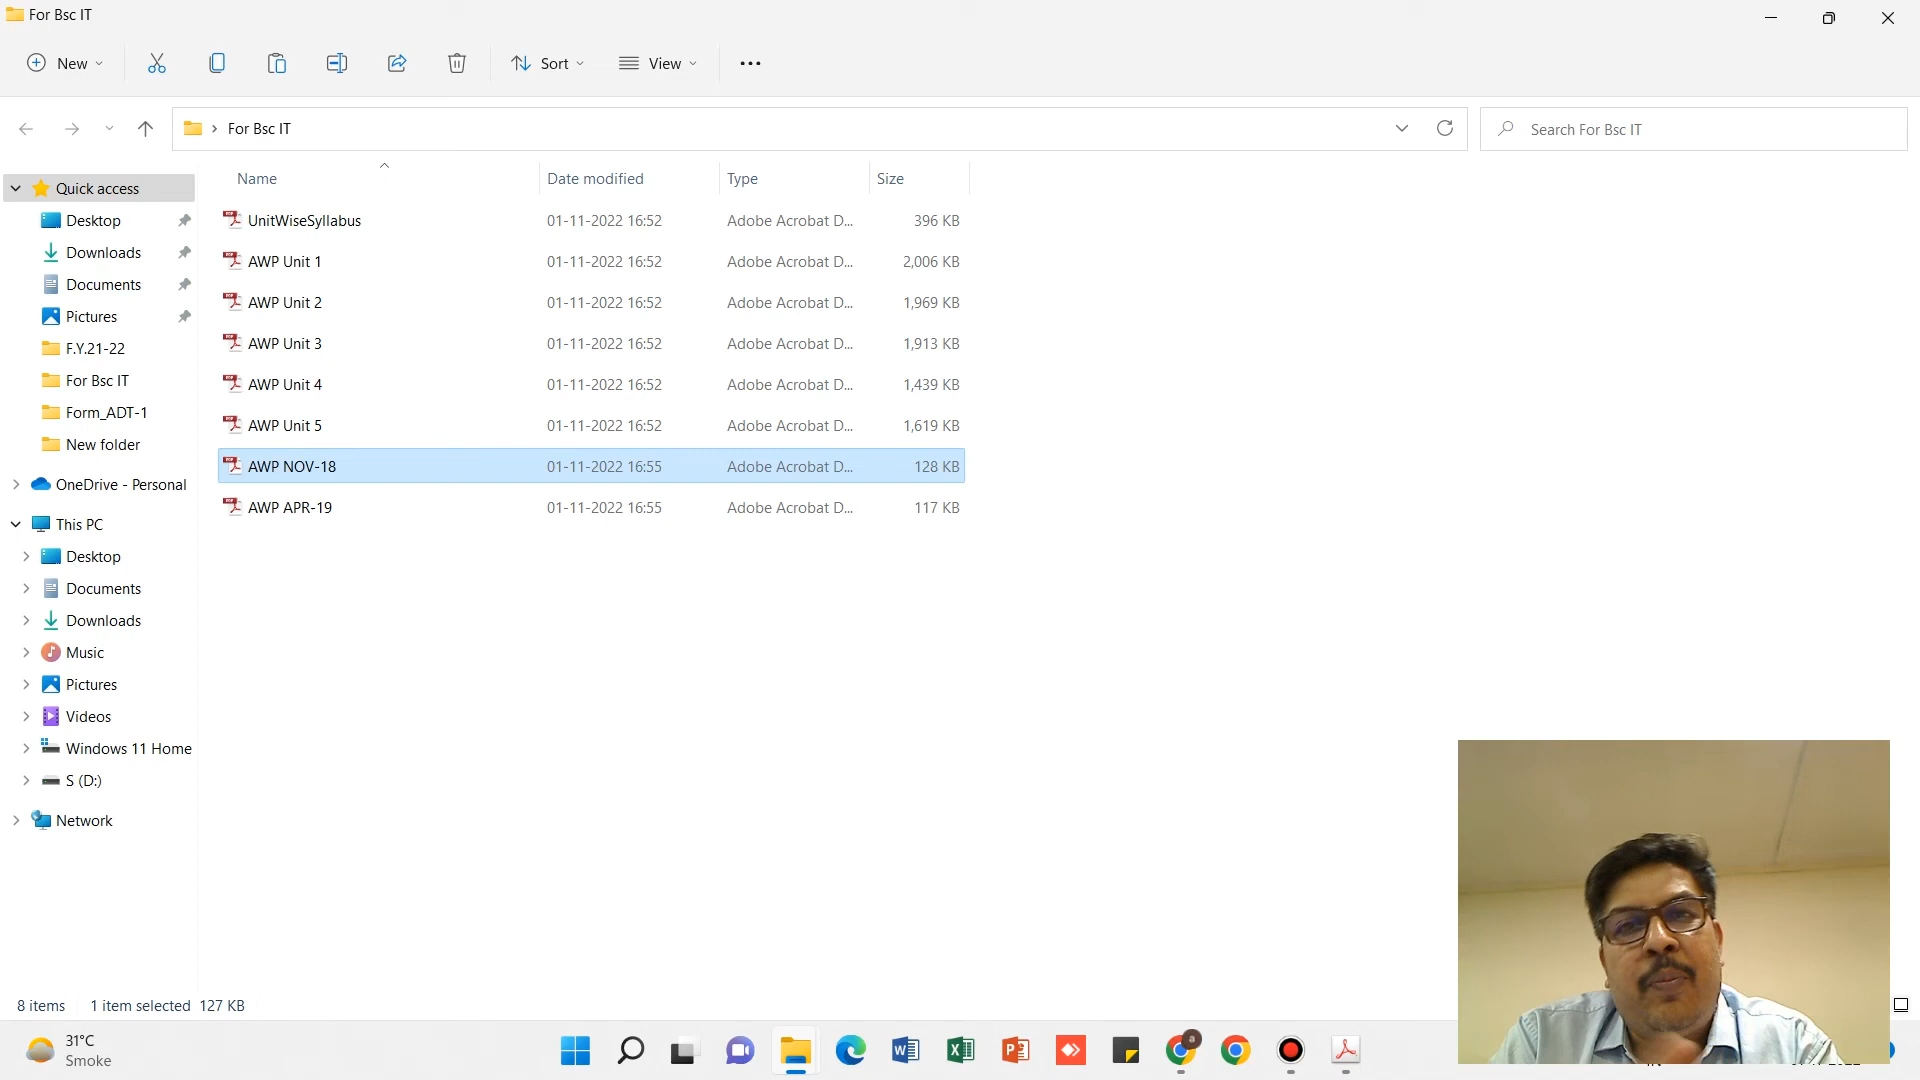 For Bsc IT
New
Sort
View
For Bsc IT
Search For Bsc IT
Name Date modified Type Size
Quick access
Desktop
Downloads
Documents
Pictures
F.Y.21-22
For Bsc IT
Form_ADT-1
New folder
OneDrive - Personal
This PC
Desktop
Documents
Downloads
Music
Pictures
Videos
Windows 11 Home
S (D:)
Network
UnitWiseSyllabus 01-11-2022 16:52 Adobe Acrobat D... 396 KB
AWP Unit 1 01-11-2022 16:52 Adobe Acrobat D... 2,006 KB
AWP Unit 2 01-11-2022 16:52 Adobe Acrobat D... 1,969 KB
AWP Unit 3 01-11-2022 16:52 Adobe Acrobat D... 1,913 KB
AWP Unit 4 01-11-2022 16:52 Adobe Acrobat D... 1,439 KB
AWP Unit 5 01-11-2022 16:52 Adobe Acrobat D... 1,619 KB
AWP NOV-18 01-11-2022 16:55 Adobe Acrobat D... 128 KB
AWP APR-19 01-11-2022 16:55 Adobe Acrobat D... 117 KB
8 items 1 item selected 127 KB
31°C
Smoke